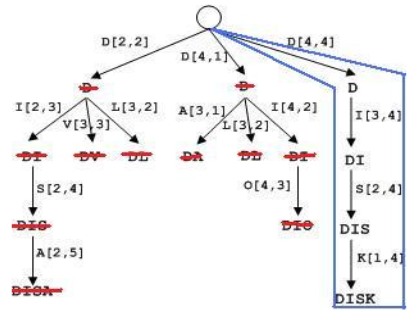 D[2,2] D[4,1] D[4,4]
D D D
I[2,3] V[3,3] L[3,2] A[3,1] L[3,2] I[4,2] I[3,4]
DI DV DL DA DL DI DI
S[2,4] O[4,3] S[2,4]
DIS DIO DIS
A[2,5] K[1,4]
DISA DISK